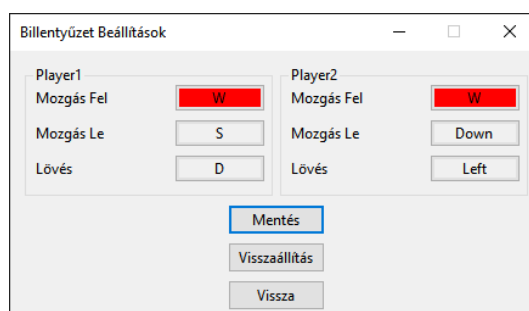 Billentyűzet Beállítások
Player1
Mozgás Fel W
Mozgás Le S
Lövés D
Player2
Mozgás Fel W
Mozgás Le Down
Lövés Left
Mentés
Visszaállítás
Vissza